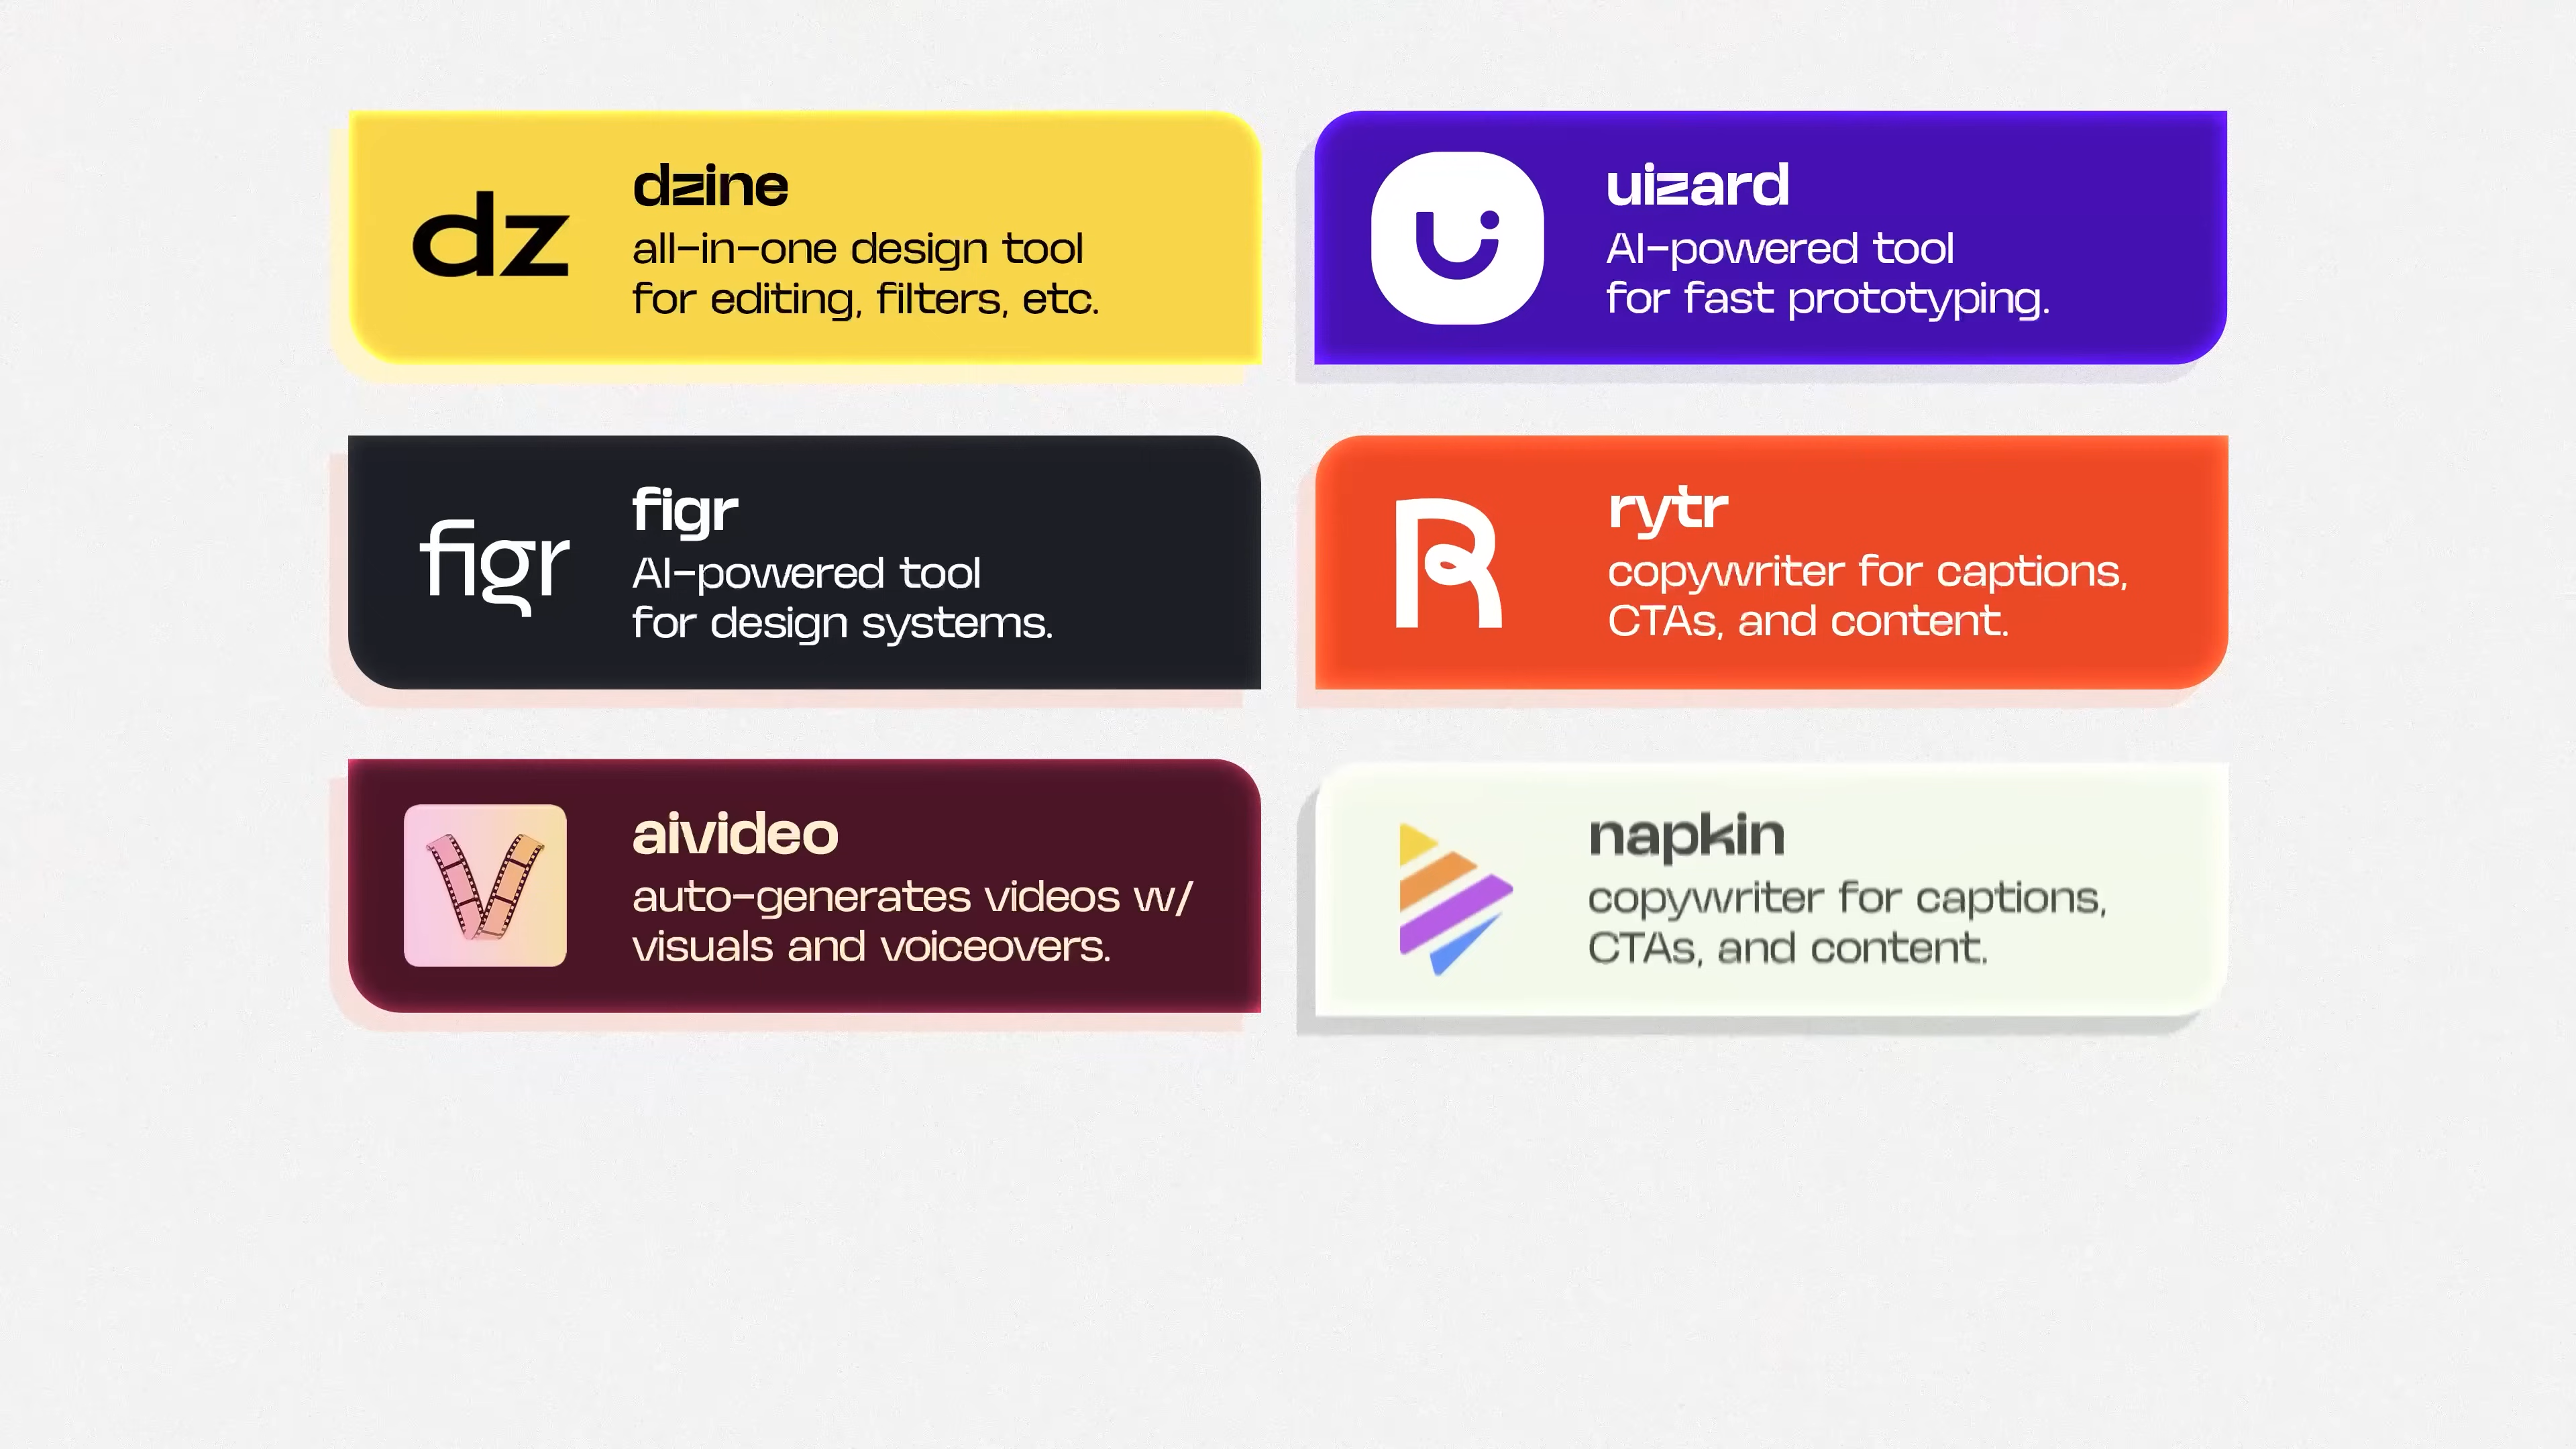 dz
dzine
all-in-one design tool
for editing, filters, etc.
ui
uizard
AI-powered tool
for fast prototyping.
figr
figr
AI-powered tool
for design systems.
R
rytr
copywriter for captions,
CTAs, and content.
V
aivideo
auto-generates videos w/
visuals and voiceovers.
napkin
copywriter for captions,
CTAs, and content.